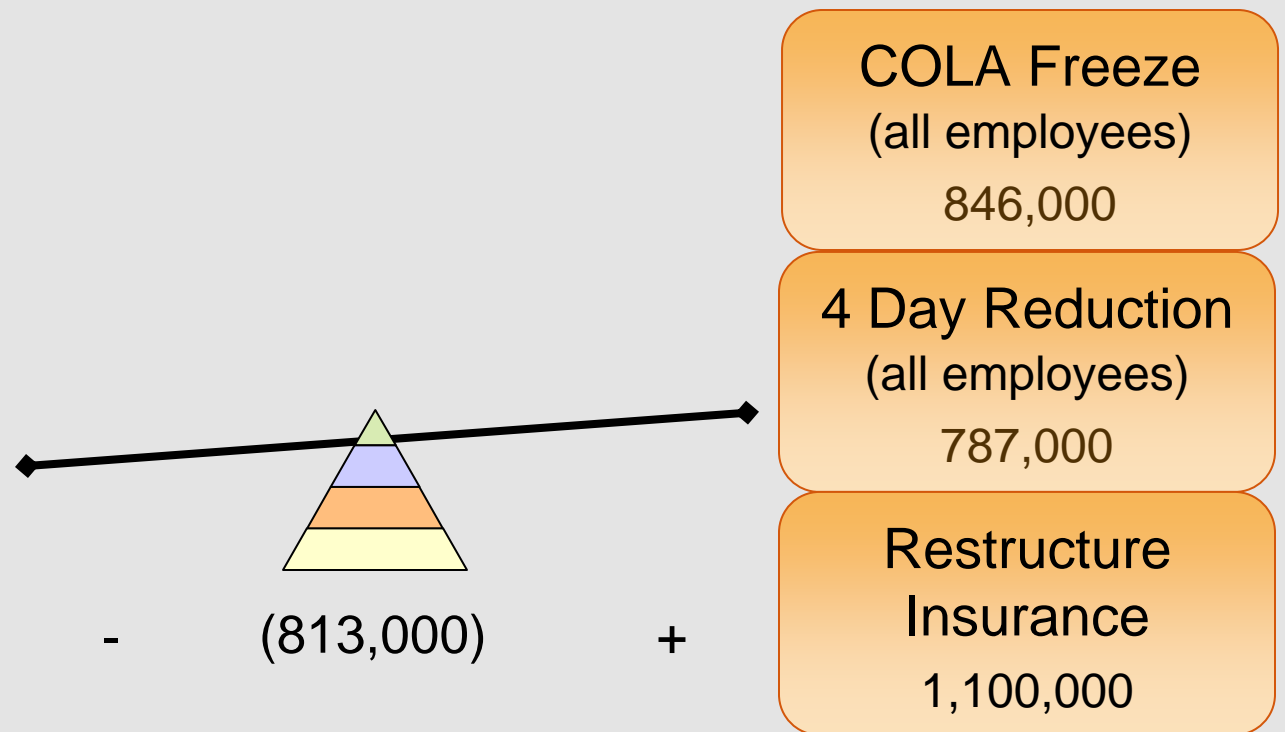 COLA Freeze
(all employees)
846,000
4 Day Reduction
(all employees)
787,000
Restructure
Insurance
1,100,000
- (813,000) +